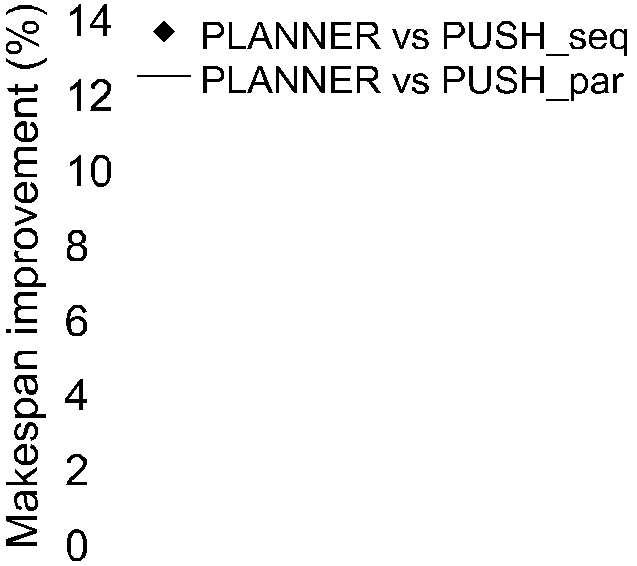 Makespan improvement (%)
14
12
10
8
6
4
2
0
PLANNER vs PUSH_seq
PLANNER vs PUSH_par